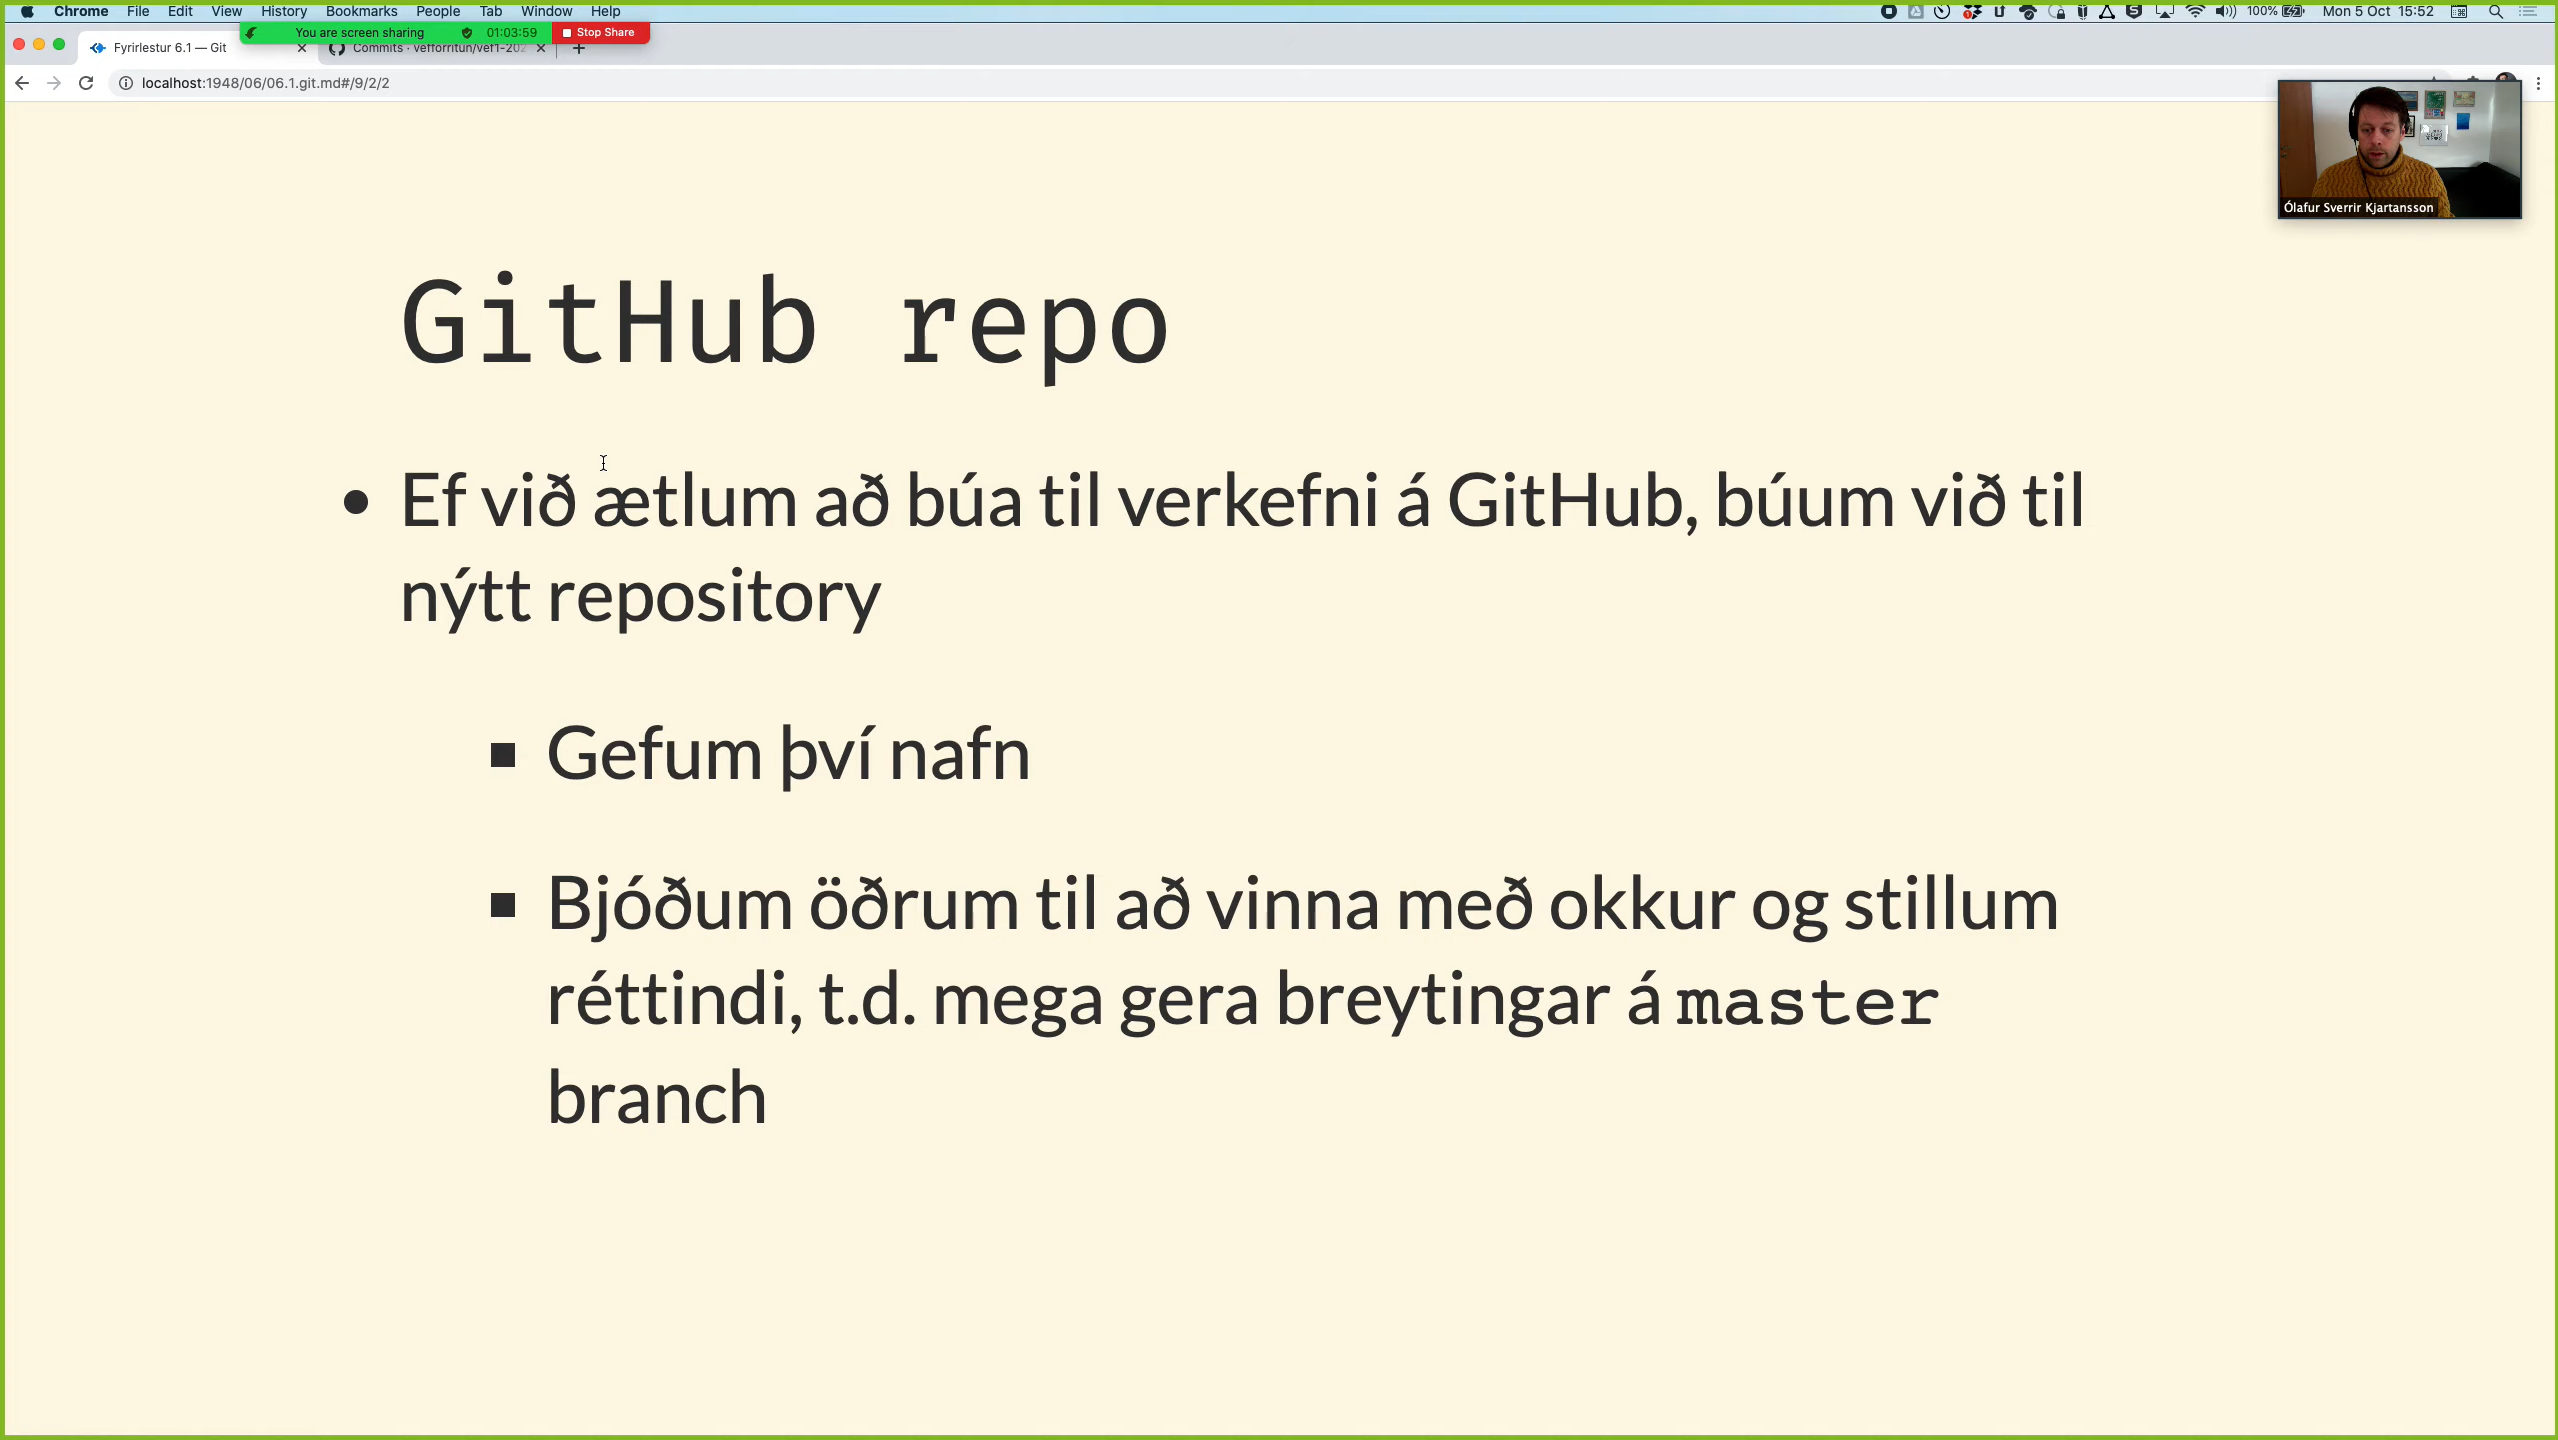 Chrome File Edit View History Bookmarks People Tab Window Help
100% Mon 5 Oct 15:52
You are screen sharing 01:03:59 Stop Share
Fyrirlestur 6.1 — Git
Commits · vefforritun/vef1-202
localhost:1948/06/06.1.git.md#/9/2/2
Ólafur Sverrir Kjartansson
GitHub repo
Ef við ætlum að búa til verkefni á GitHub, búum við til
nýtt repository
Gefum því nafn
Bjóðum öðrum til að vinna með okkur og stillum
réttindi, t.d. mega gera breytingar á master
branch